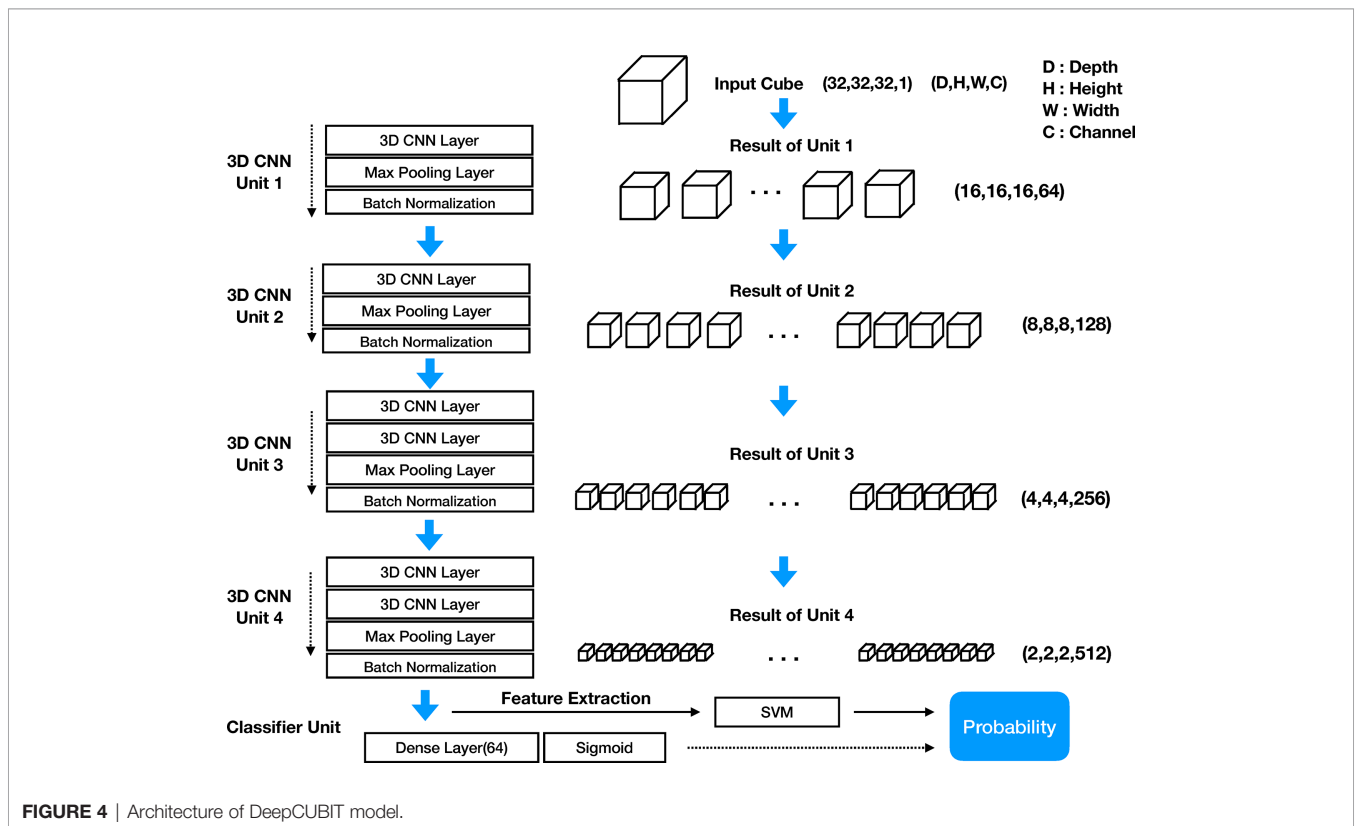 Input Cube (32,32,32,1) (D,H,W,C)
D : Depth
H : Height
W : Width
C : Channel
3D CNN
Unit 1
3D CNN Layer
Max Pooling Layer
Batch Normalization
Result of Unit 1
. . .
(16,16,16,64)
3D CNN
Unit 2
3D CNN Layer
Max Pooling Layer
Batch Normalization
Result of Unit 2
. . .
(8,8,8,128)
3D CNN
Unit 3
3D CNN Layer
3D CNN Layer
Max Pooling Layer
Batch Normalization
Result of Unit 3
. . .
(4,4,4,256)
3D CNN
Unit 4
3D CNN Layer
3D CNN Layer
Max Pooling Layer
Batch Normalization
Result of Unit 4
. . .
(2,2,2,512)
Classifier Unit
Feature Extraction
SVM
Dense Layer(64)
Sigmoid
Probability
FIGURE 4 | Architecture of DeepCUBIT model.